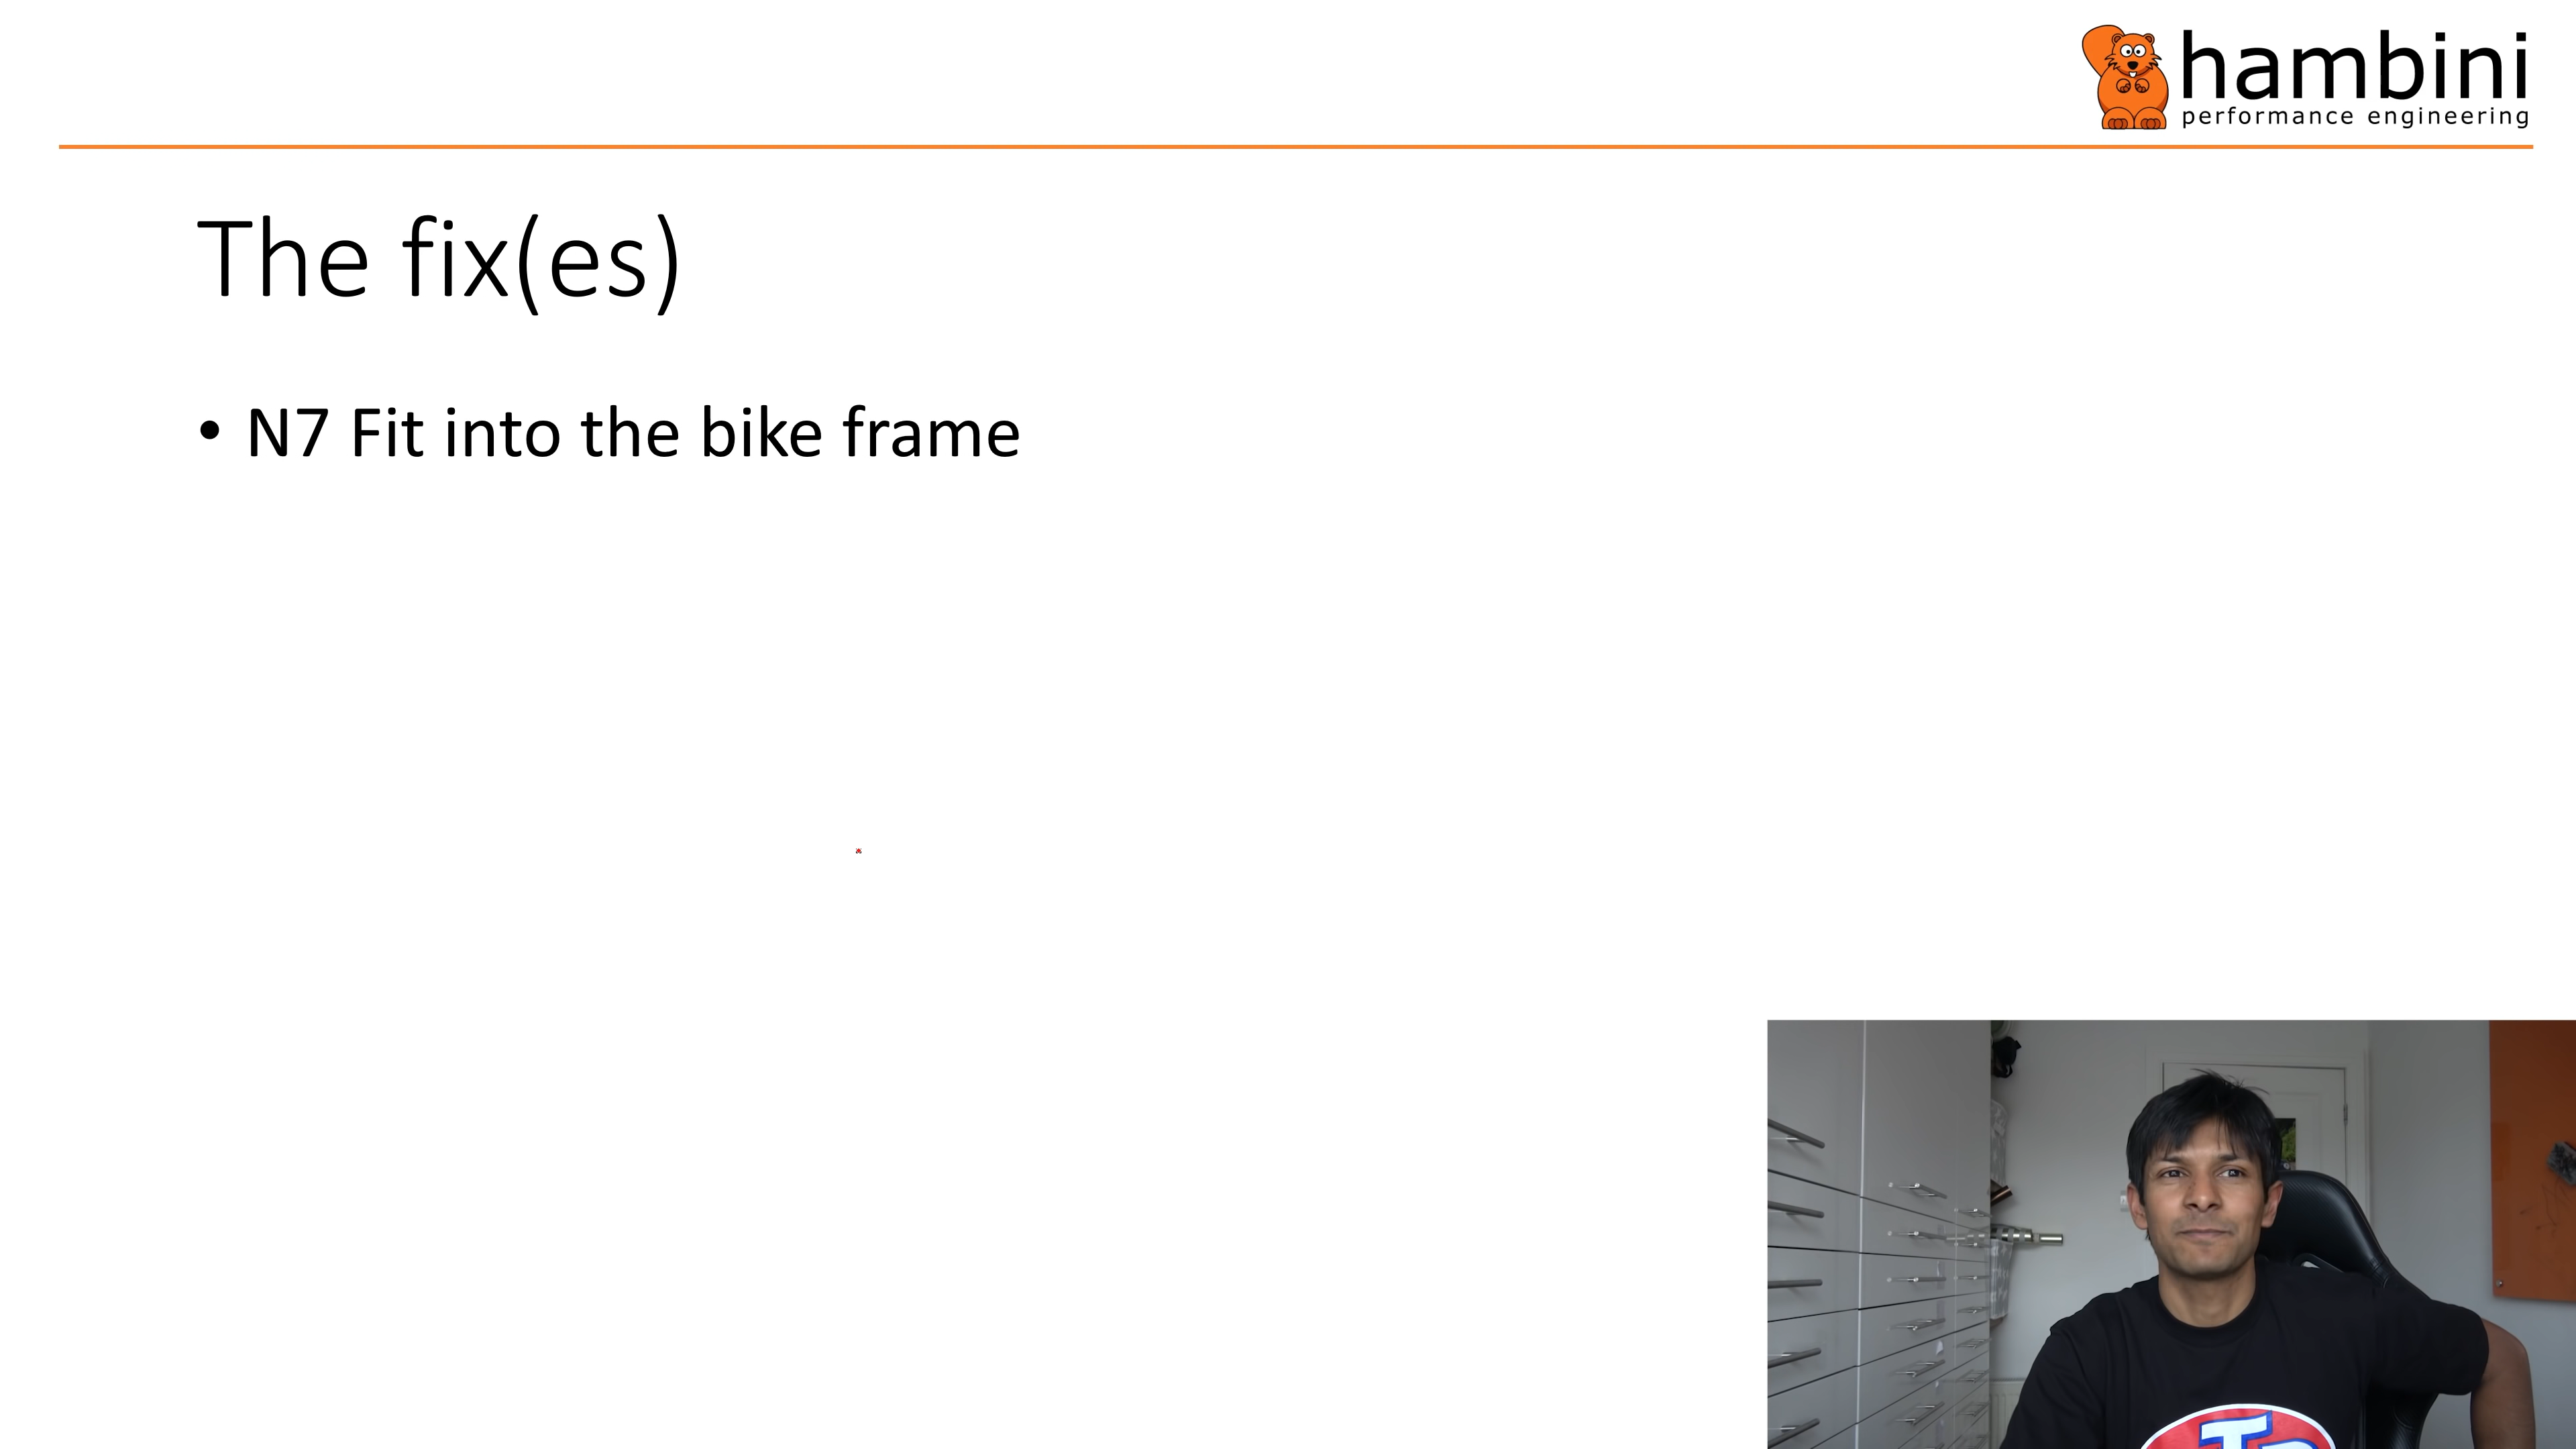 hambini
performance engineering
The fix(es)
• N7 Fit into the bike frame